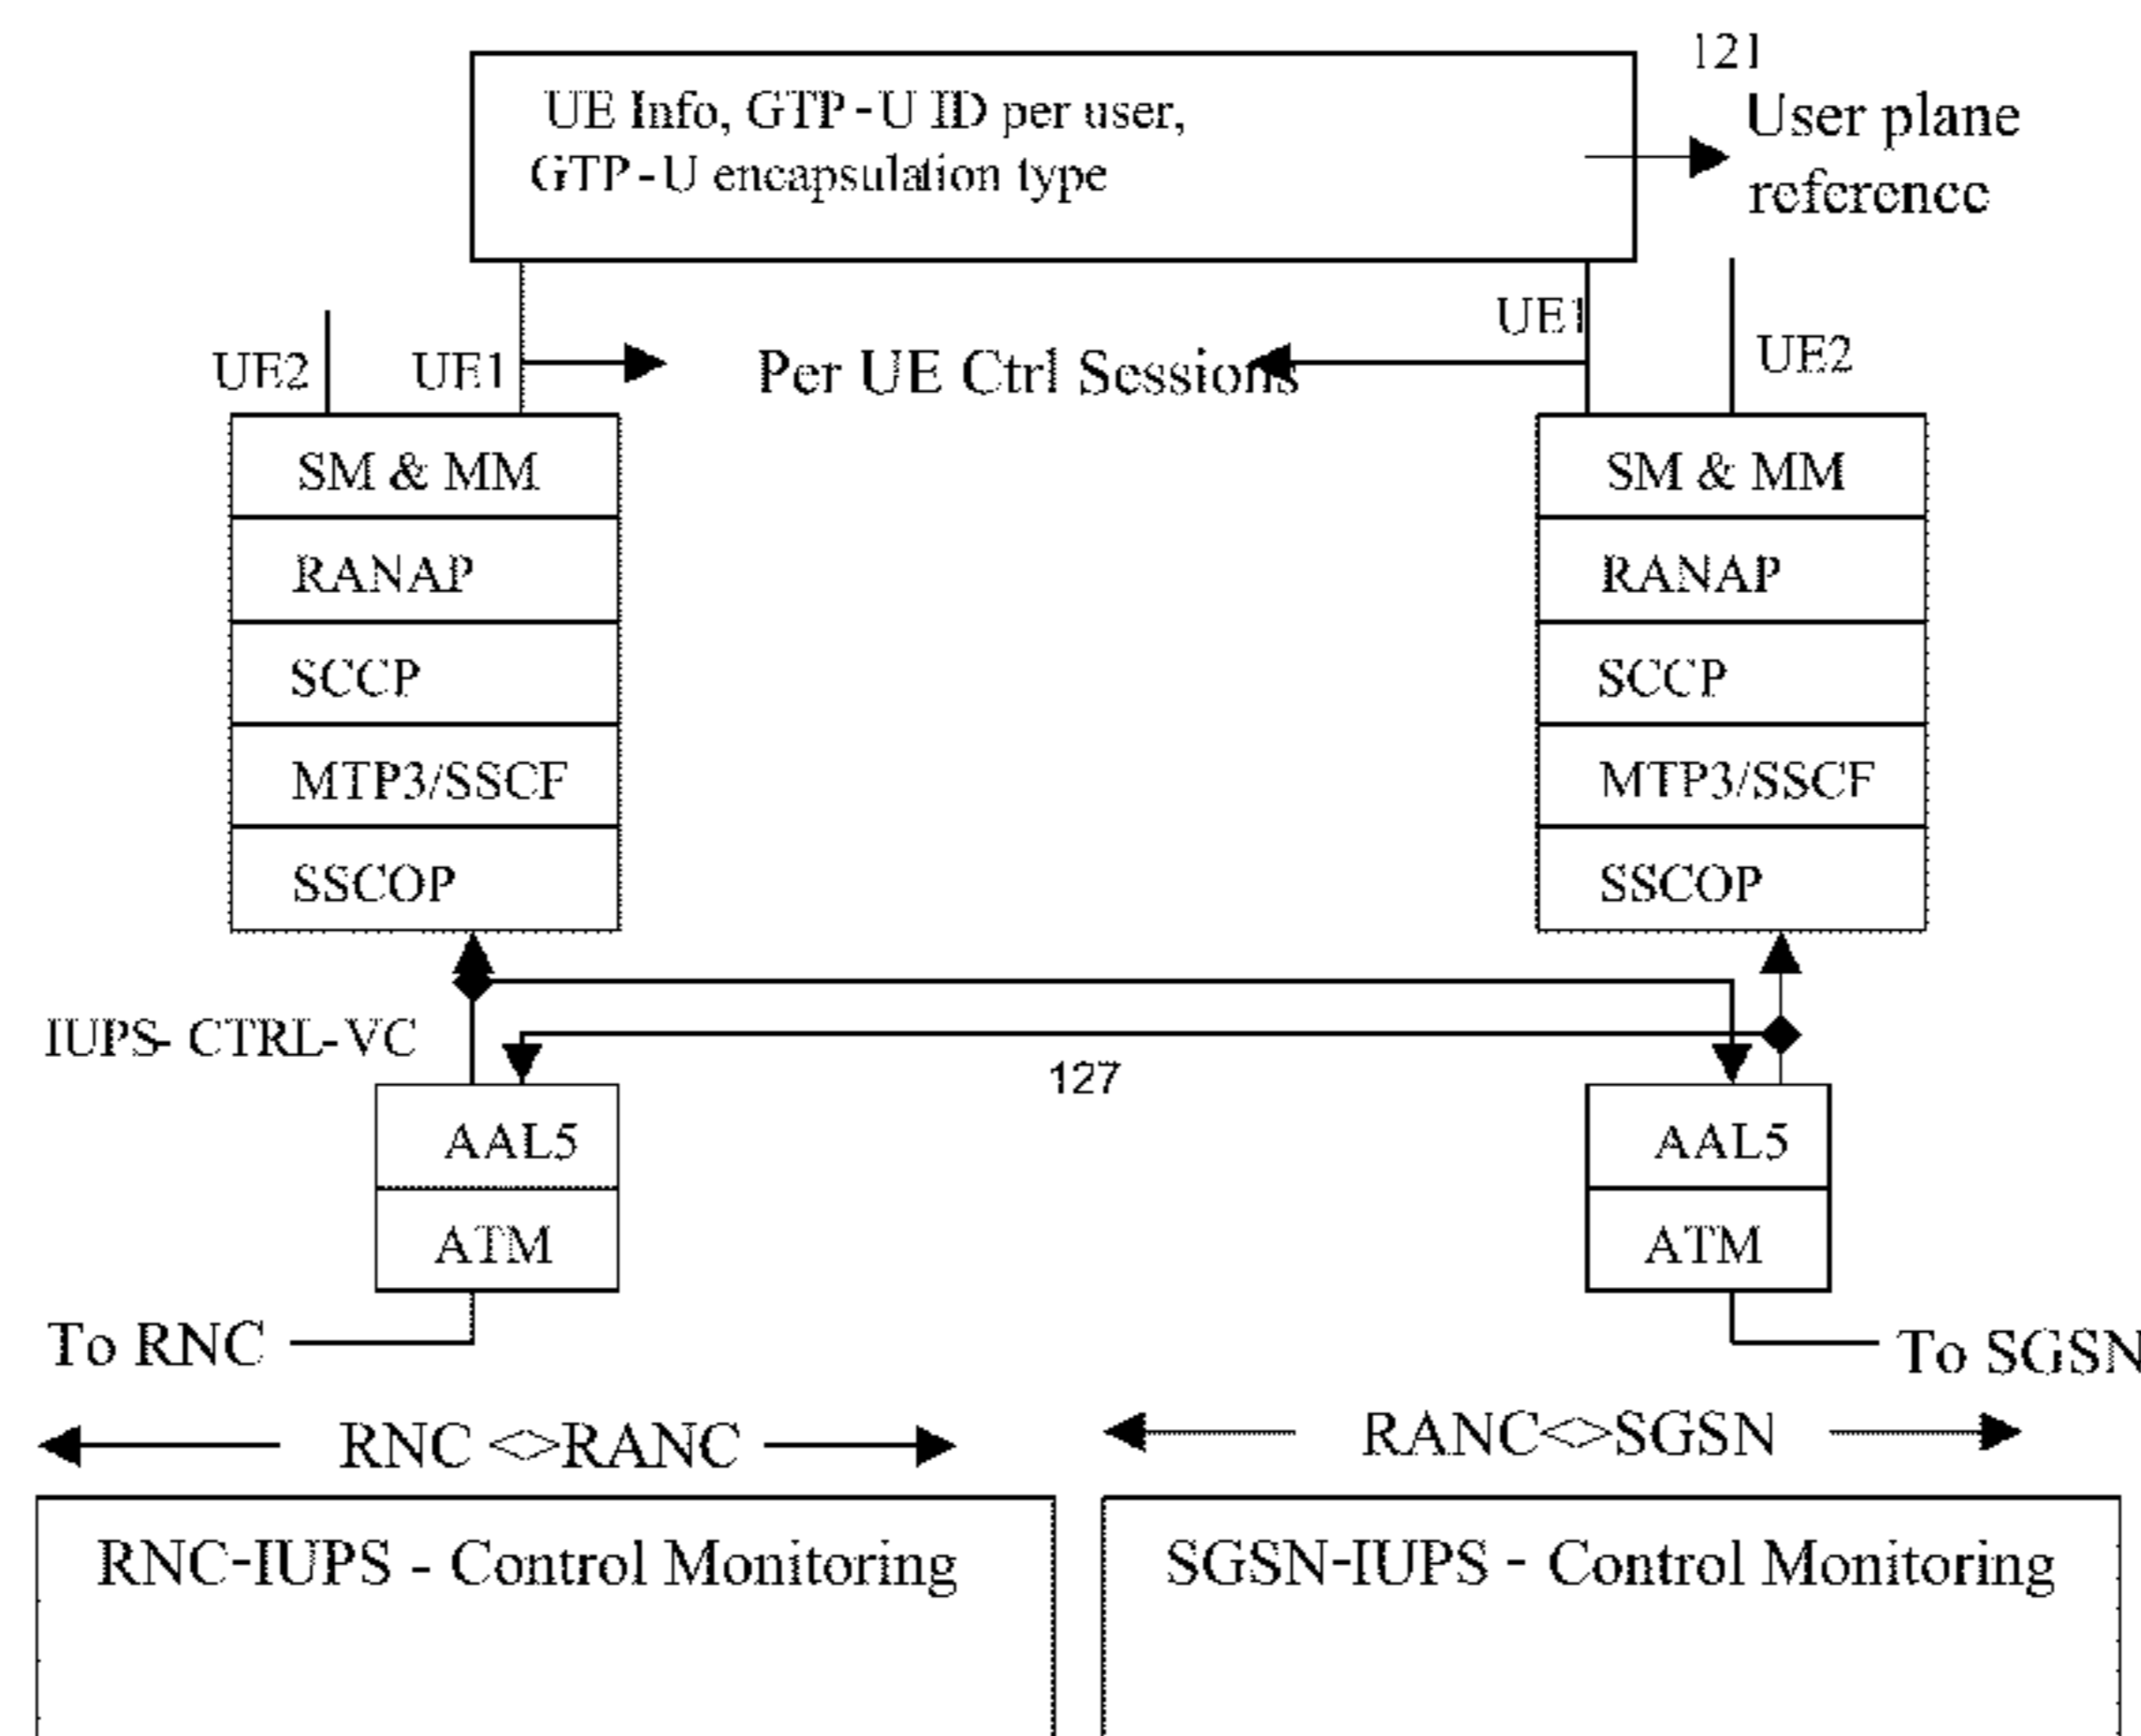 121
UE Info, GTP-U ID per user,
GTP-U encapsulation type
User plane
reference
UE2
UE1
Per UE Ctrl Sessions
UE1
UE2
SM & MM
RANAP
SCCP
MTP3/SSCF
SSCOP
SM & MM
RANAP
SCCP
MTP3/SSCF
SSCOP
IUPS- CTRL-VC
127
AAL5
ATM
AAL5
ATM
To RNC
To SGSN
RNC <>RANC
RANC<>SGSN
RNC-IUPS - Control Monitoring
SGSN-IUPS - Control Monitoring